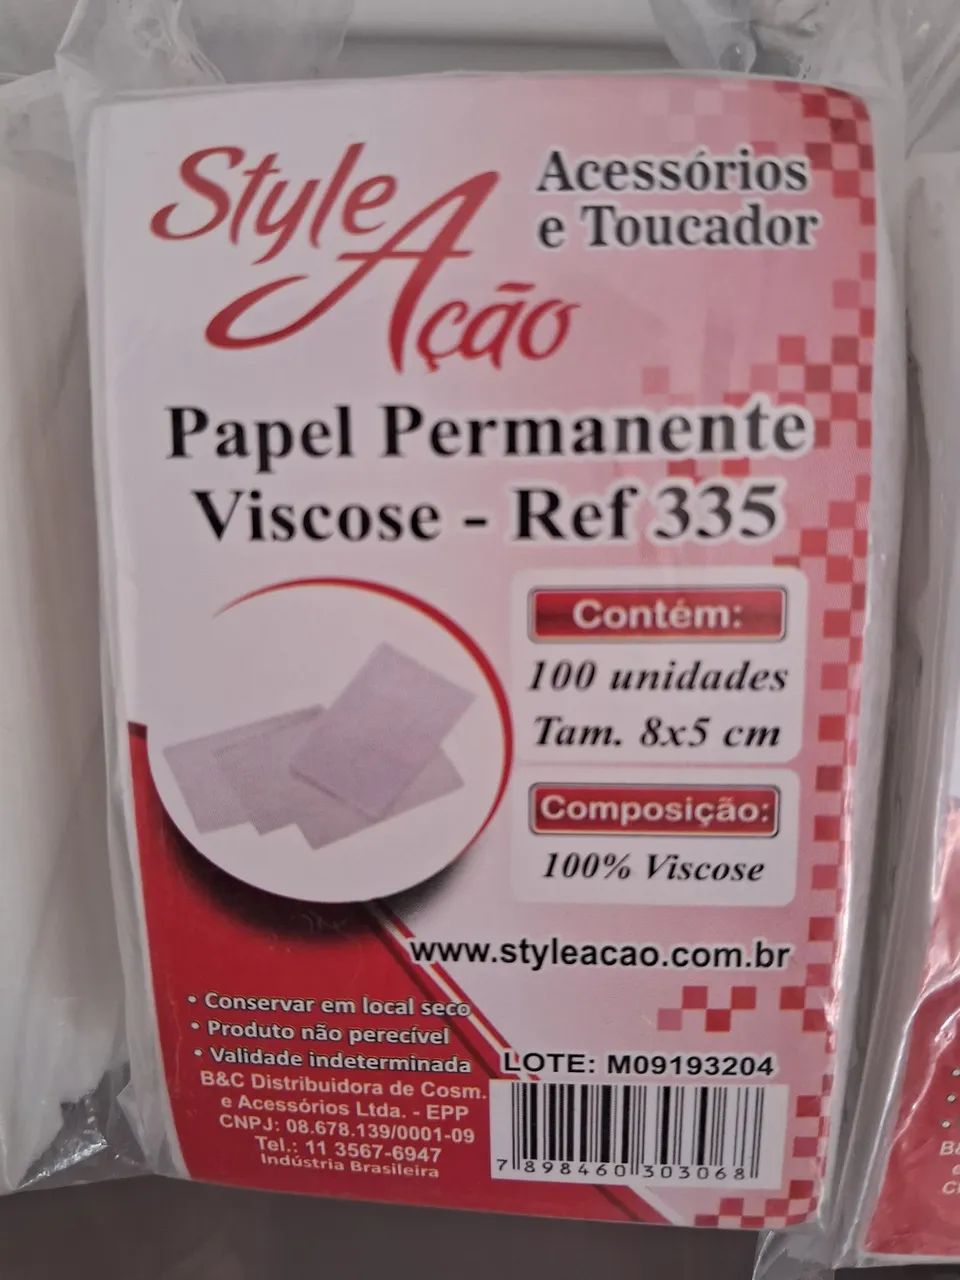 Style
Ação
Acessórios
e Toucador
Papel Permanente
Viscose - Ref 335
Contém:
100 unidades
Tam. 8x5 cm
Composição:
100% Viscose
www.styleacao.com.br
• Conservar em local seco
• Produto não perecível
• Validade indeterminada
B&C Distribuidora de Cosm.
e Acessórios Ltda. - EPP
CNPJ: 08.678.139/0001-09
Tel.: 11 3567-6947
Indústria Brasileira
LOTE: M09193204
7 898460 303068